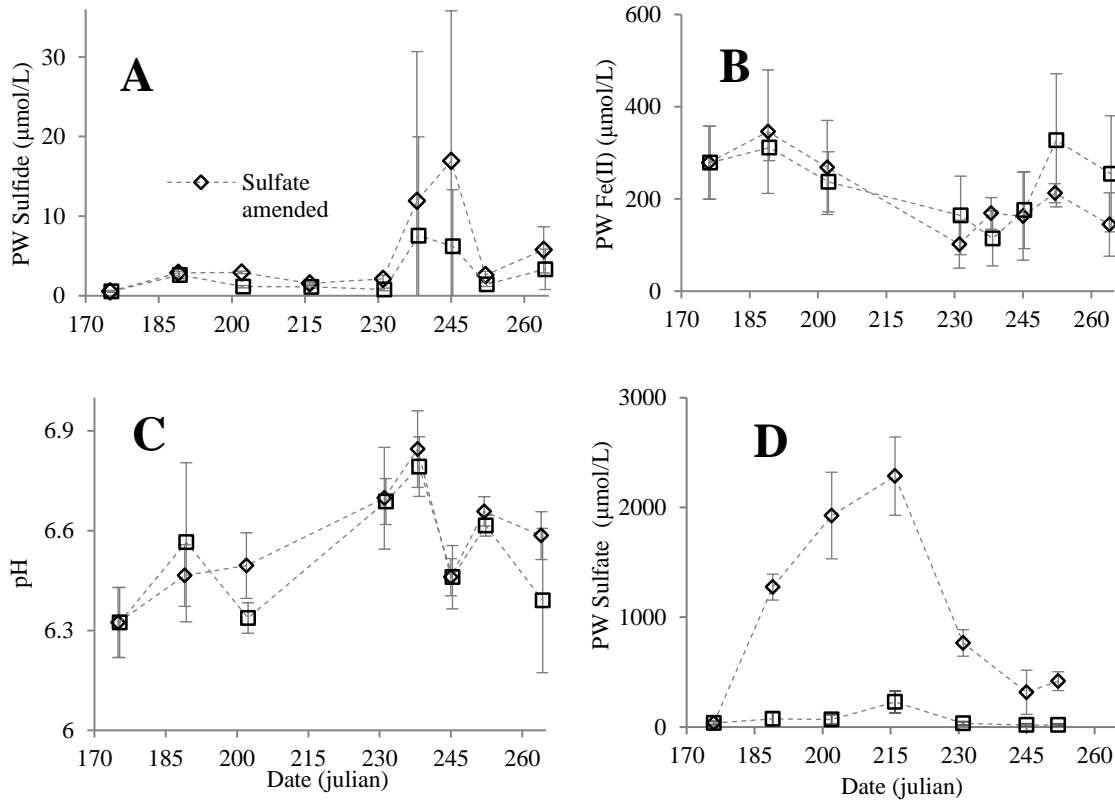 A
PW Sulfide (µmol/L)
30
20
10
0
170 185 200 215 230 245 260
Sulfate
amended
B
PW Fe(II) (µmol/L)
600
400
200
0
170 185 200 215 230 245 260
C
pH
6.9
6.6
6.3
6
170 185 200 215 230 245 260
Date (julian)
D
PW Sulfate (µmol/L)
3000
2000
1000
0
170 185 200 215 230 245 260
Date (julian)